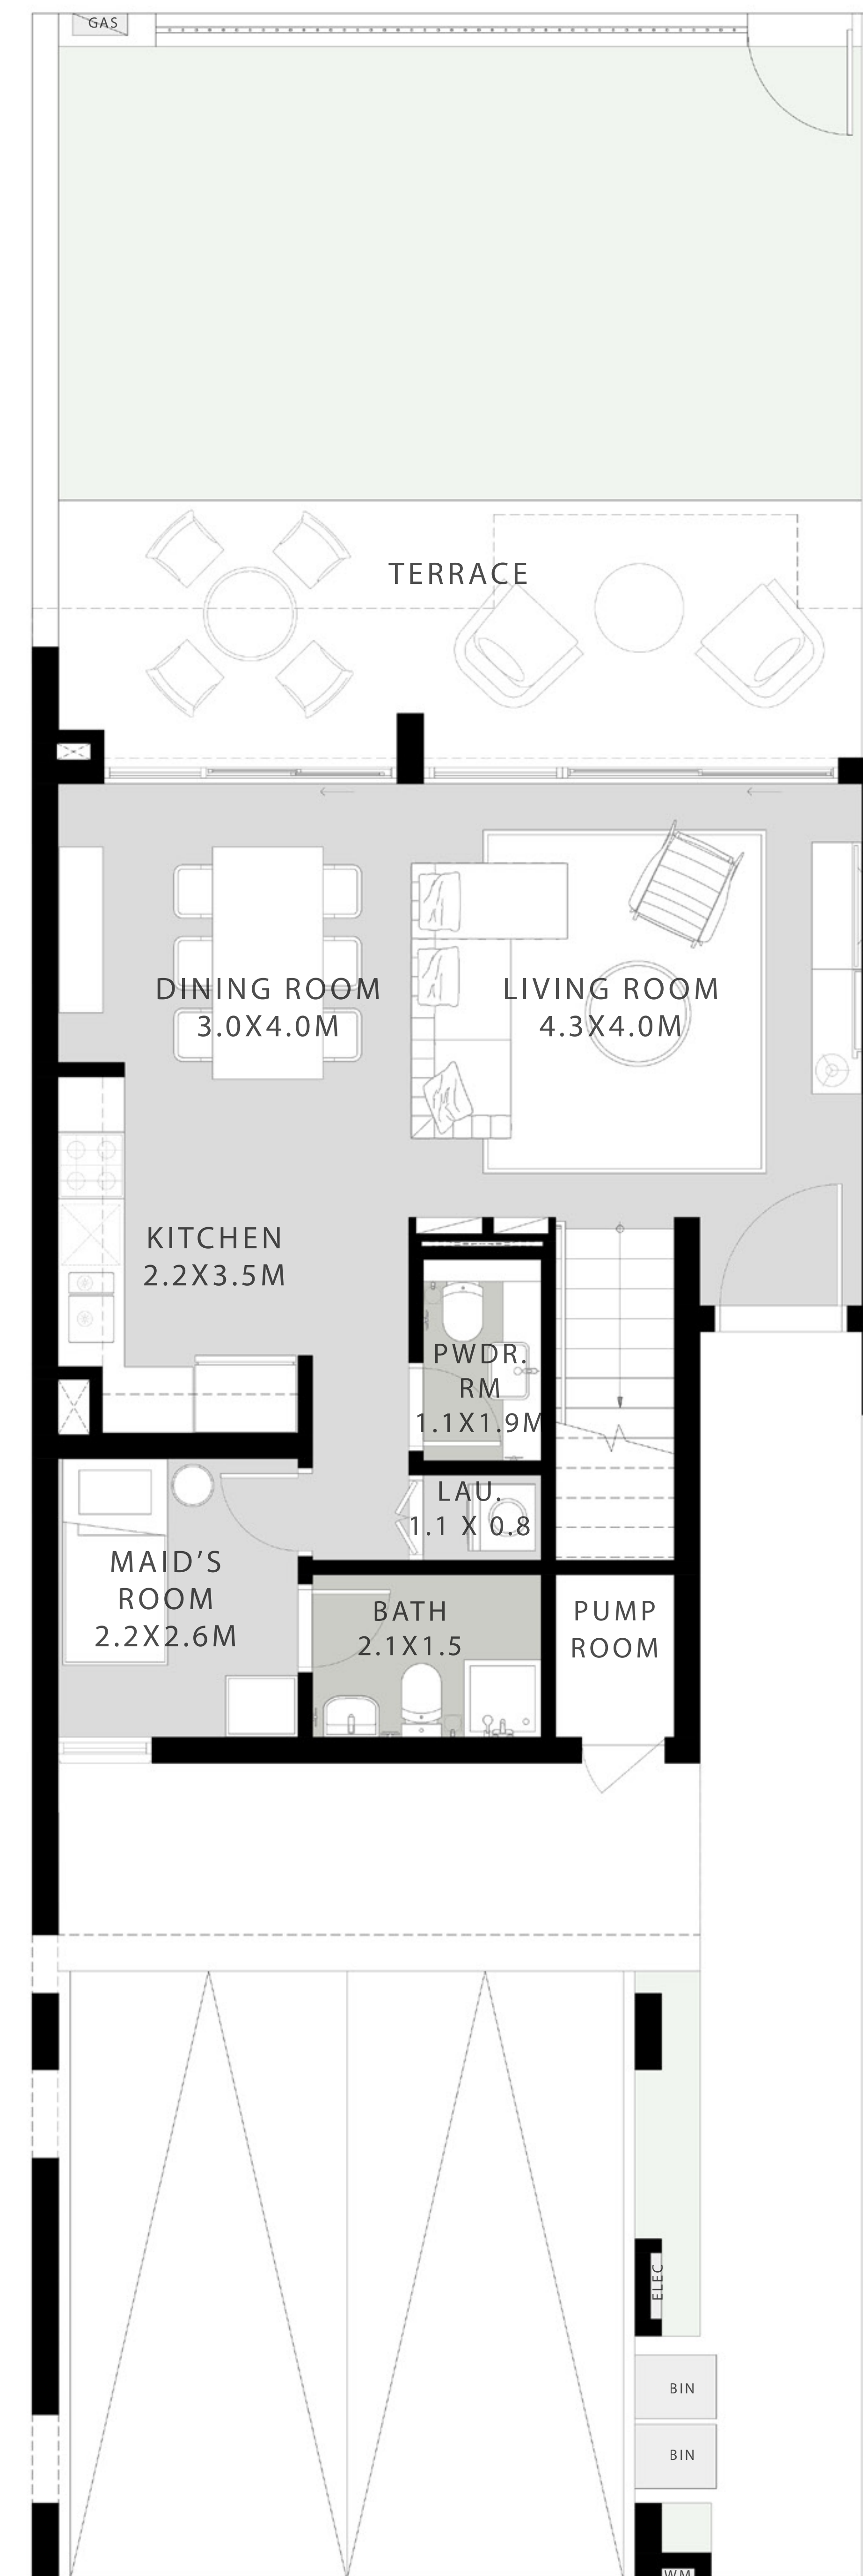 GAS
TERRACE
DINING ROOM
3.0X4.0M
LIVING ROOM
4.3X4.0M
KITCHEN
2.2X3.5M
PWDR.
RM
1.1X1.9M
LAU.
1.1 X 0.8
MAID'S
ROOM
2.2X2.6M
BATH
2.1X1.5
PUMP
ROOM
ELEC
BIN
BIN
WM